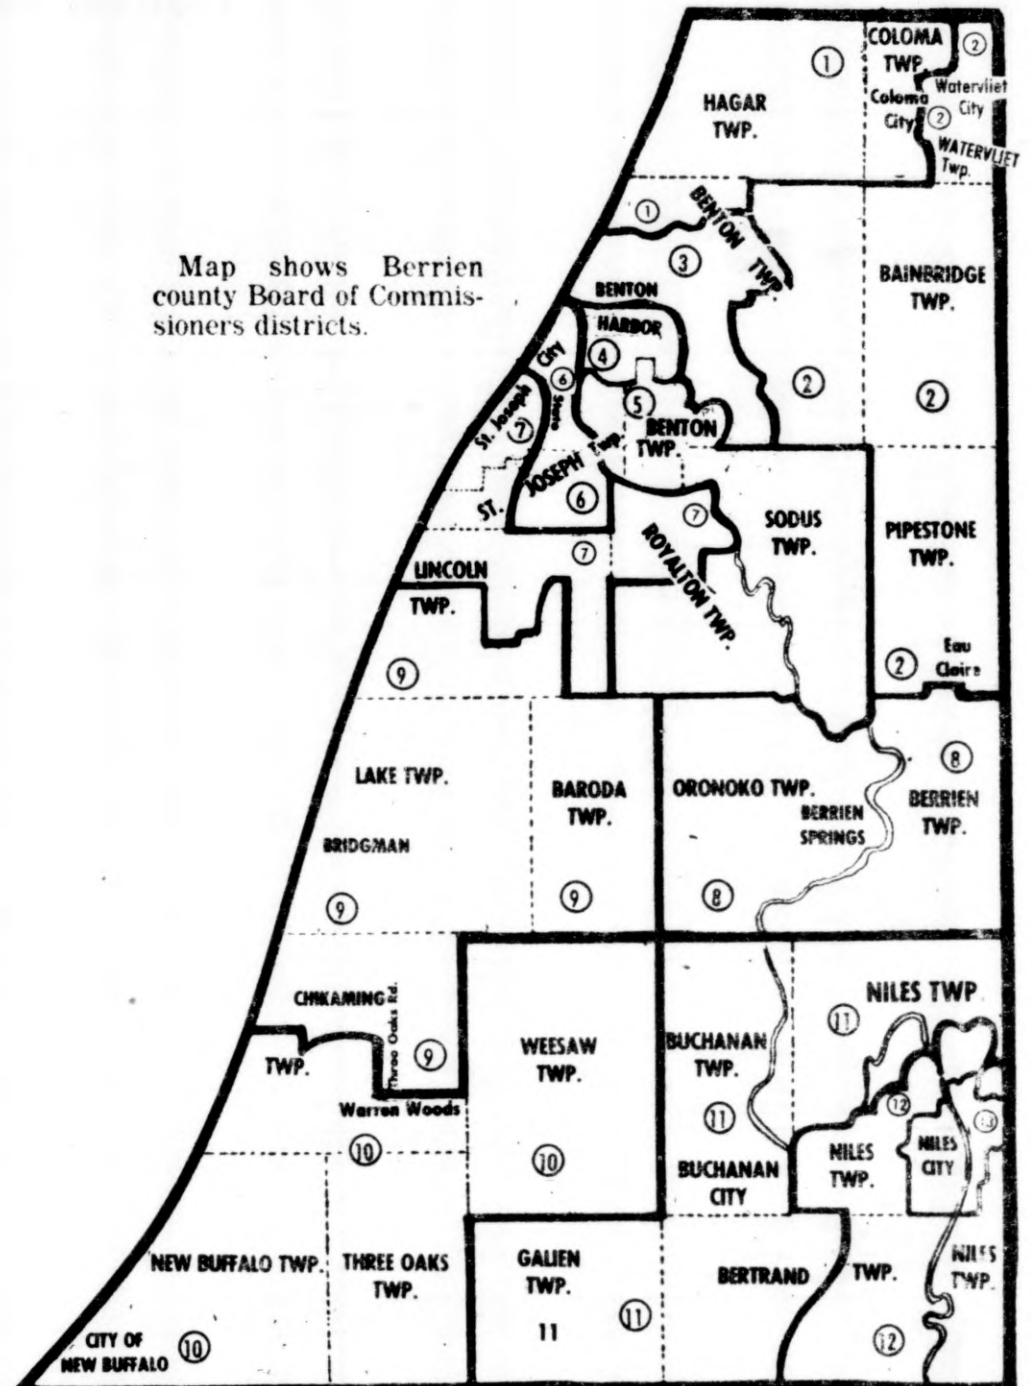 COLOMA
TWP.
2
1
HAGAR
TWP.
Coloma
City
Watervliet
City
2
WATERVLIET
Twp.
1
BENTON TWP.
3
BAINBRIDGE
TWP.
Map shows Berrien
county Board of Commis-
sioners districts.
BENTON
HARBOR
City
4
6
State
2
2
St. Joseph
7
5
BENTON
TWP.
ST. JOSEPH Twp.
6
7
SODUS
TWP.
PIPESTONE
TWP.
ROYALTON TWP.
7
LINCOLN
TWP.
9
2
Eau
Claire
LAKE TWP.
BARODA
TWP.
ORONOKO TWP.
8
BERRIEN
SPRINGS
BERRIEN
TWP.
BRIDGMAN
9
9
8
CHIKAMING
Three Oaks Rd.
NILES TWP
11
TWP.
9
WEESAW
TWP.
BUCHANAN
TWP.
Warren Woods
11
12
10
10
BUCHANAN
CITY
NILES
TWP.
NILES
CITY
NEW BUFFALO TWP.
THREE OAKS
TWP.
GALIEN
TWP.
BERTRAND
TWP.
NILES
TWP.
11
11
CITY OF
NEW BUFFALO
10
12